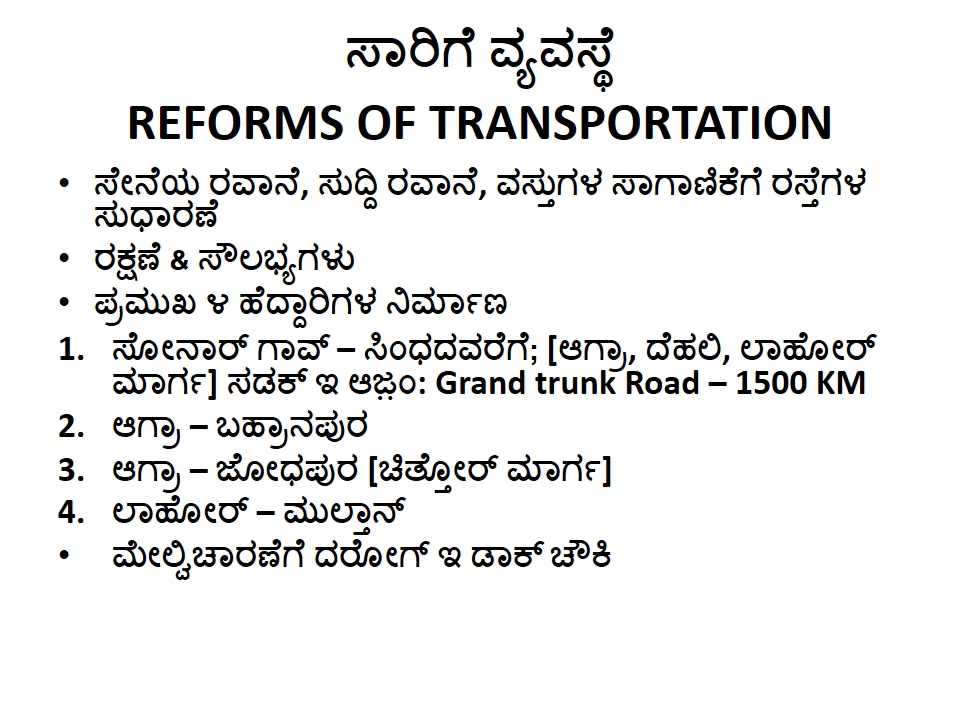 ಸಾರಿಗೆ ವ್ಯವಸ್ಥೆ
REFORMS OF TRANSPORTATION
• ಸೇನೆಯ ರವಾನೆ, ಸುದ್ದಿ ರವಾನೆ, ವಸ್ತುಗಳ ಸಾಗಾಣಿಕೆಗೆ ರಸ್ತೆಗಳ
ಸುಧಾರಣೆ
• ರಕ್ಷಣೆ & ಸೌಲಭ್ಯಗಳು
• ಪ್ರಮುಖ ೪ ಹೆದ್ದಾರಿಗಳ ನಿರ್ಮಾಣ
1. ಸೋನಾರ್ ಗಾವ್ – ಸಿಂಧದವರೆಗೆ; [ಆಗ್ರಾ, ದೆಹಲಿ, ಲಾಹೋರ್
ಮಾರ್ಗ] ಸಡಕ್ ಇ ಆಜ಼ಂ: Grand trunk Road – 1500 KM
2. ಆಗ್ರಾ – ಬಹ್ರಾನಪುರ
3. ಆಗ್ರಾ – ಜೋಧಪುರ [ಚಿತ್ತೋರ್ ಮಾರ್ಗ]
4. ಲಾಹೋರ್ – ಮುಲ್ತಾನ್
• ಮೇಲ್ವಿಚಾರಣೆಗೆ ದರೋಗ್ ಇ ಡಾಕ್ ಚೌಕಿ